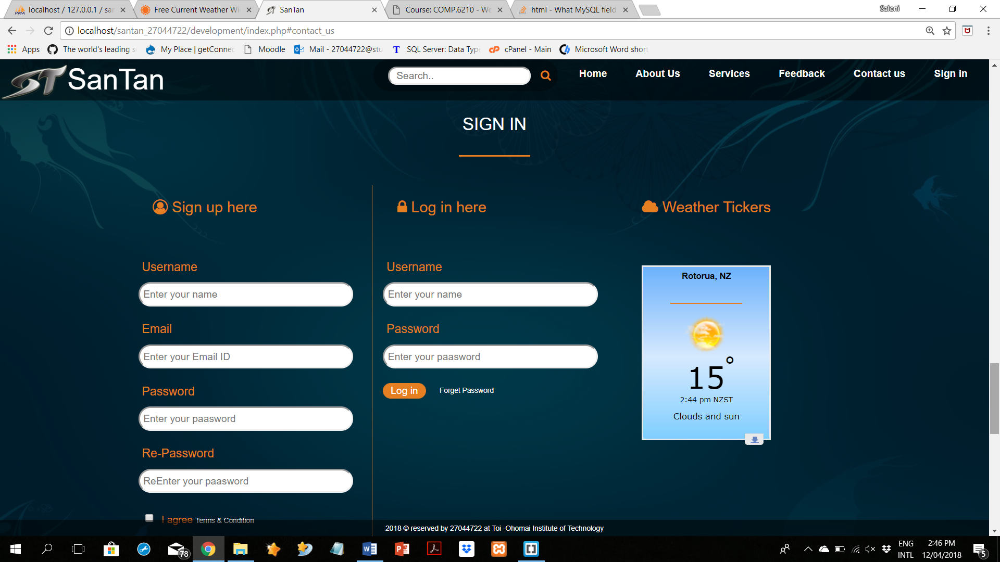 localhost / 127.0.0.1 / sar
Free Current Weather Wi
SanTan
Course: COMP.6210 - We
html - What MySQL field
Saloni
localhost/santan_27044722/development/index.php#contact_us
Apps
The world's leading s
My Place | getConnec
Moodle
Mail - 27044722@stu
SQL Server: Data Type
cPanel - Main
Microsoft Word short
ST SanTan
Search..
Home
About Us
Services
Feedback
Contact us
Sign in
SIGN IN
Sign up here
Username
Enter your name
Email
Enter your Email ID
Password
Enter your paasword
Re-Password
ReEnter your paasword
I agree Terms & Condition
Log in here
Username
Enter your name
Password
Enter your paasword
Log in
Forget Password
Weather Tickers
Rotorua, NZ
15°
2:44 pm NZST
Clouds and sun
2018 © reserved by 27044722 at Toi -Ohomai Institute of Technology
78
ENG
INTL
2:46 PM
12/04/2018
5